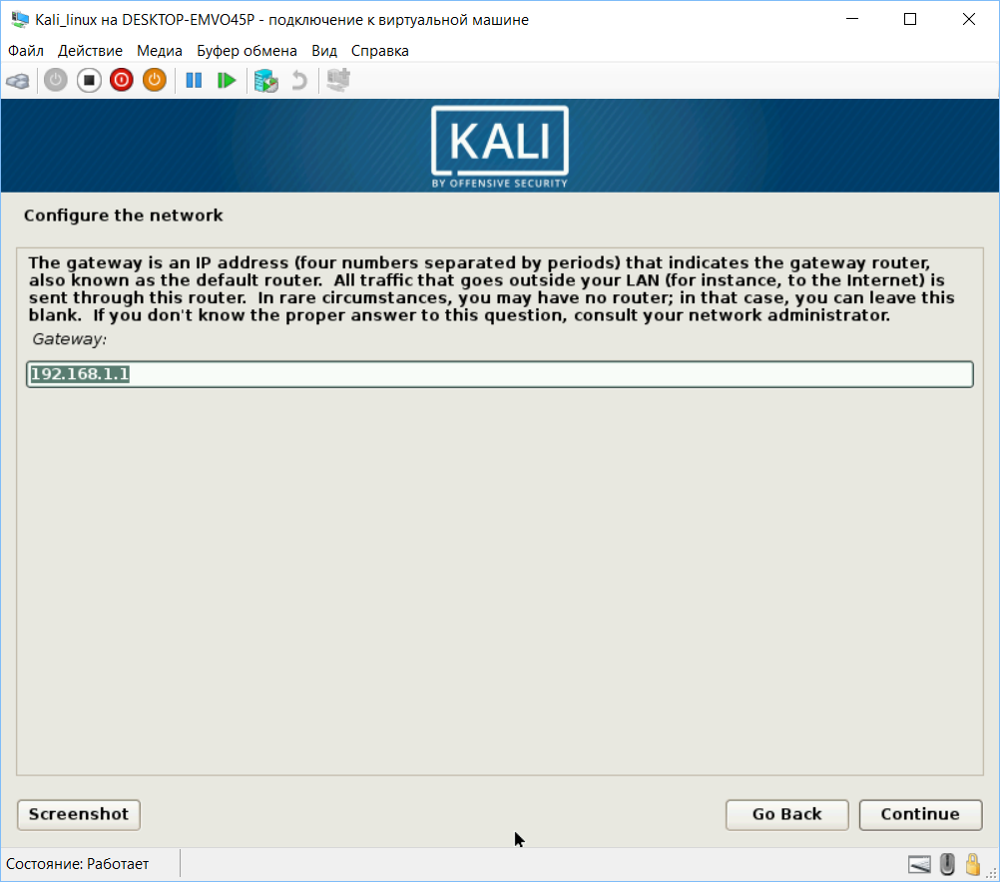 Kali_linux на DESKTOP-EMVO45P - подключение к виртуальной машине
Файл Действие Медиа Буфер обмена Вид Справка
KALI
BY OFFENSIVE SECURITY
Configure the network
The gateway is an IP address (four numbers separated by periods) that indicates the gateway router,
also known as the default router.  All traffic that goes outside your LAN (for instance, to the Internet) is
sent through this router.  In rare circumstances, you may have no router; in that case, you can leave this
blank.  If you don't know the proper answer to this question, consult your network administrator.
Gateway:
192.168.1.1
Screenshot Go Back Continue
Состояние: Работает